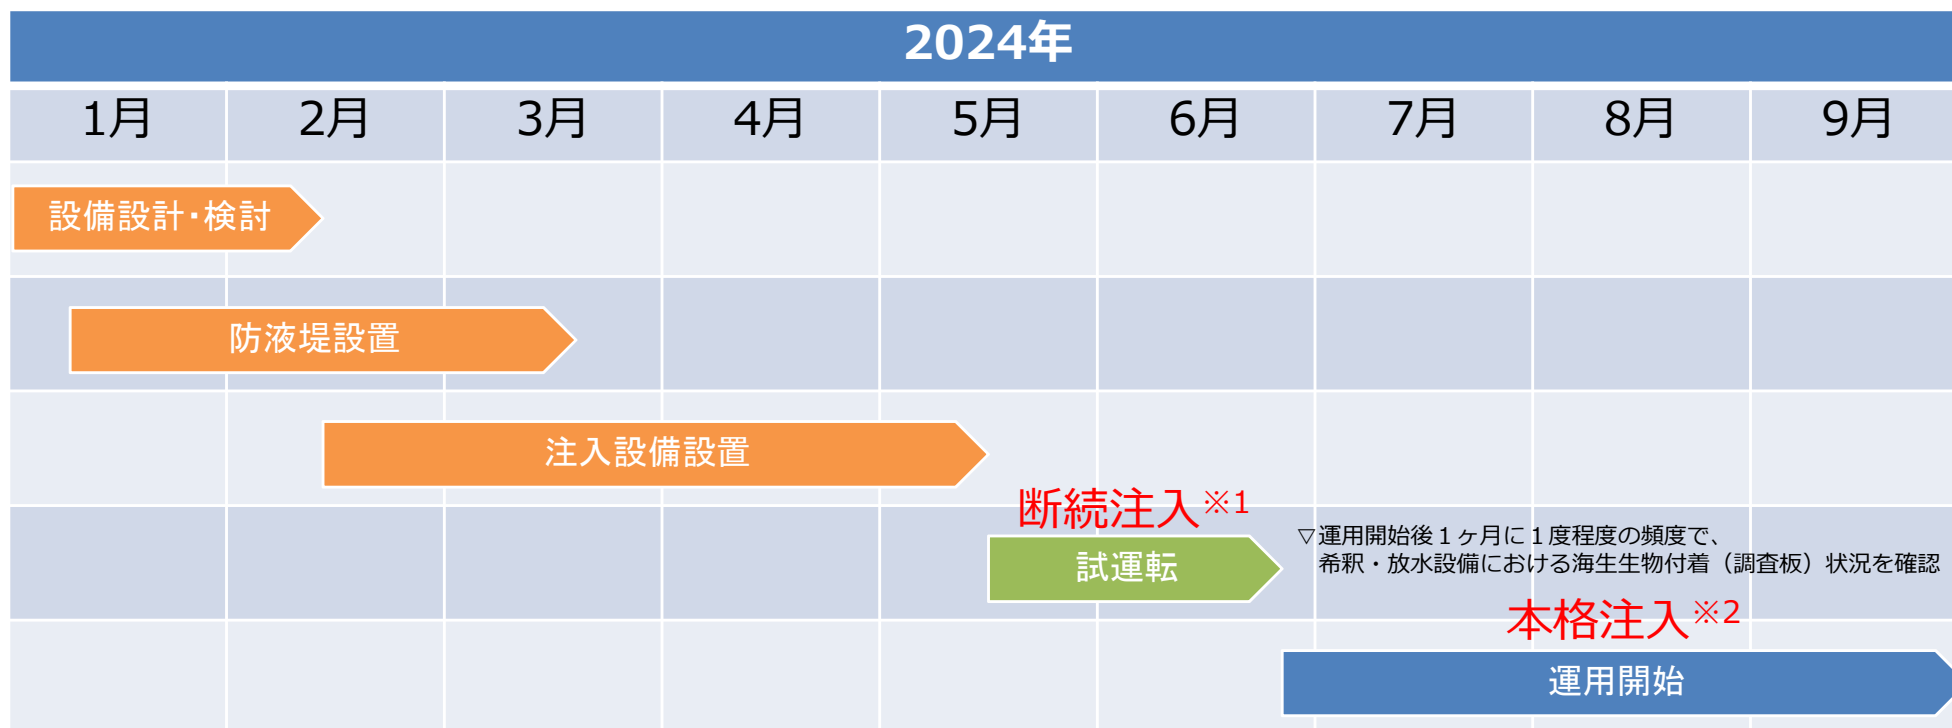 2024年
1月 2月 3月 4月 5月 6月 7月 8月 9月
設備設計・検討
防液堤設置
注入設備設置
断続注入※1
▽運用開始後１ヶ月に１度程度の頻度で、
希釈・放水設備における海生生物付着（調査板）状況を確認
試運転
本格注入※2
運用開始